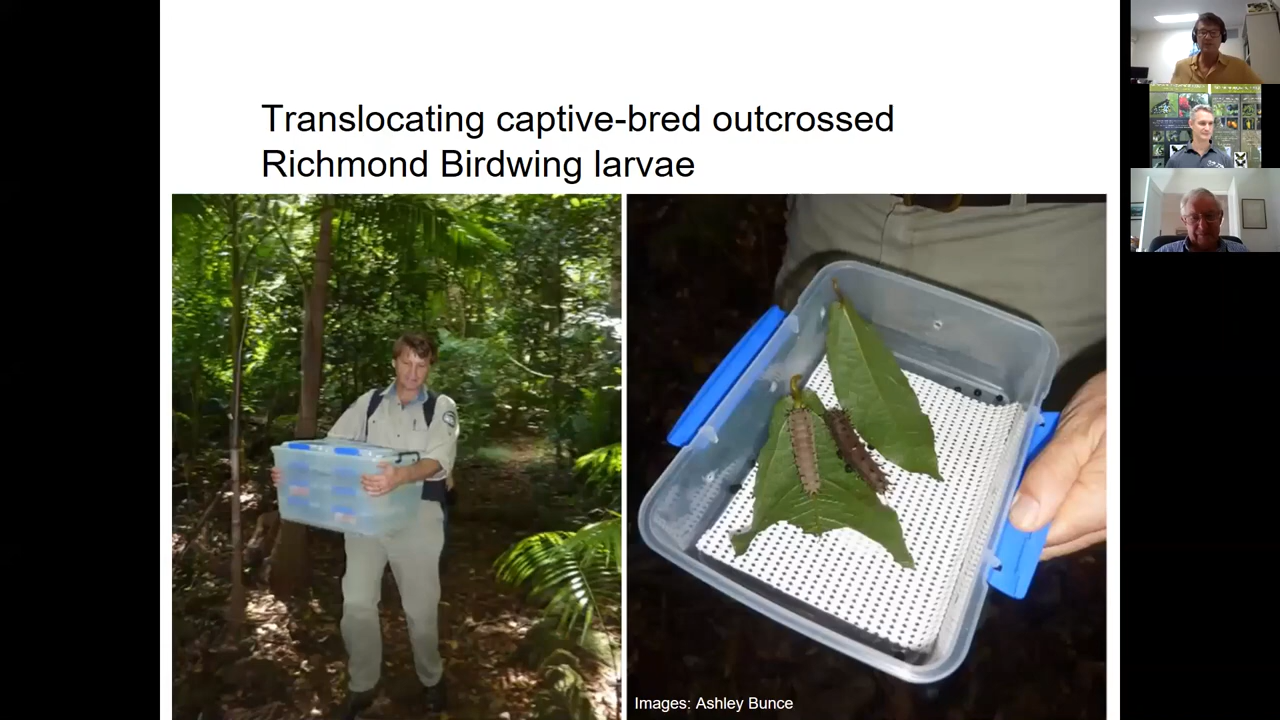 Translocating captive-bred outcrossed
Richmond Birdwing larvae
Images: Ashley Bunce